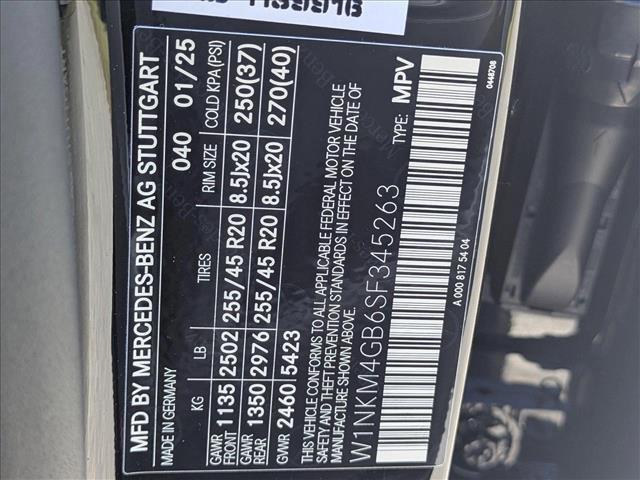 MFD BY MERCEDES-BENZ AG STUTTGART
MADE IN GERMANY 040 01/25
KG LB TIRES RIM SIZE COLD KPA (PSI)
GAWR FRONT 1135 2502 255/45 R20 8.5Jx20 250(37)
GAWR REAR 1350 2976 255/45 R20 8.5Jx20 270(40)
GVWR 2460 5423
THIS VEHICLE CONFORMS TO ALL APPLICABLE FEDERAL MOTOR VEHICLE
SAFETY AND THEFT PREVENTION STANDARDS IN EFFECT ON THE DATE OF
MANUFACTURE SHOWN ABOVE.
W1NKM4GB6SF345263 TYPE: MPV
A 000 817 54 04 0448708